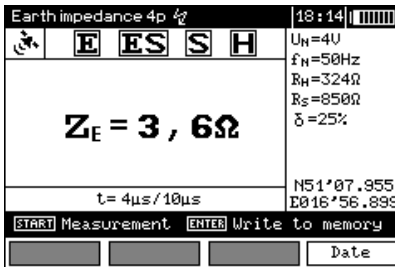 Earth impedance 4p 18:14
E ES S H
UN=4V
fN=50Hz
RH=324Ω
RS=850Ω
δ=25%
ZE = 3,6Ω
t= 4µs/10µs
N51°07.955
E016°56.899
START Measurement ENTER Write to memory
Date